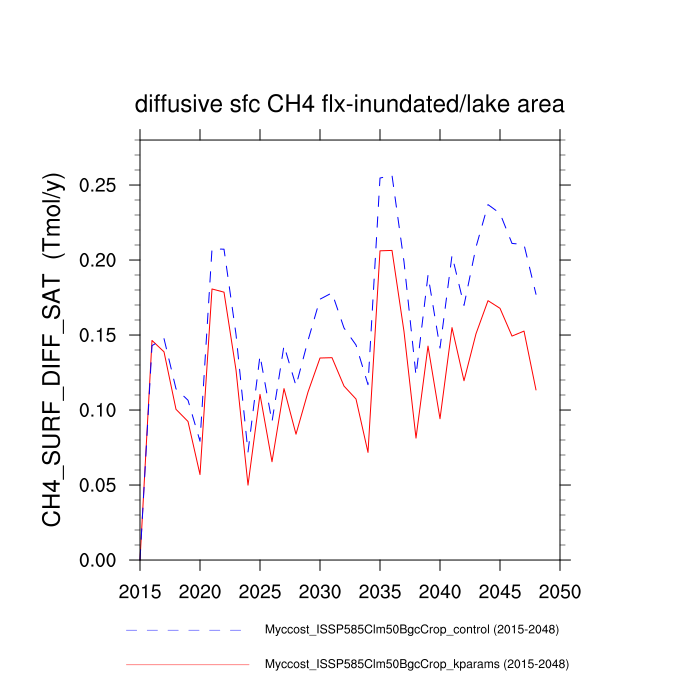 diffusive sfc CH4 flx-inundated/lake area
CH4_SURF_DIFF_SAT (Tmol/y)
0.25
0.20
0.15
0.10
0.05
0.00
2015 2020 2025 2030 2035 2040 2045 2050
Myccost_ISSP585Clm50BgcCrop_control (2015-2048)
Myccost_ISSP585Clm50BgcCrop_kparams (2015-2048)